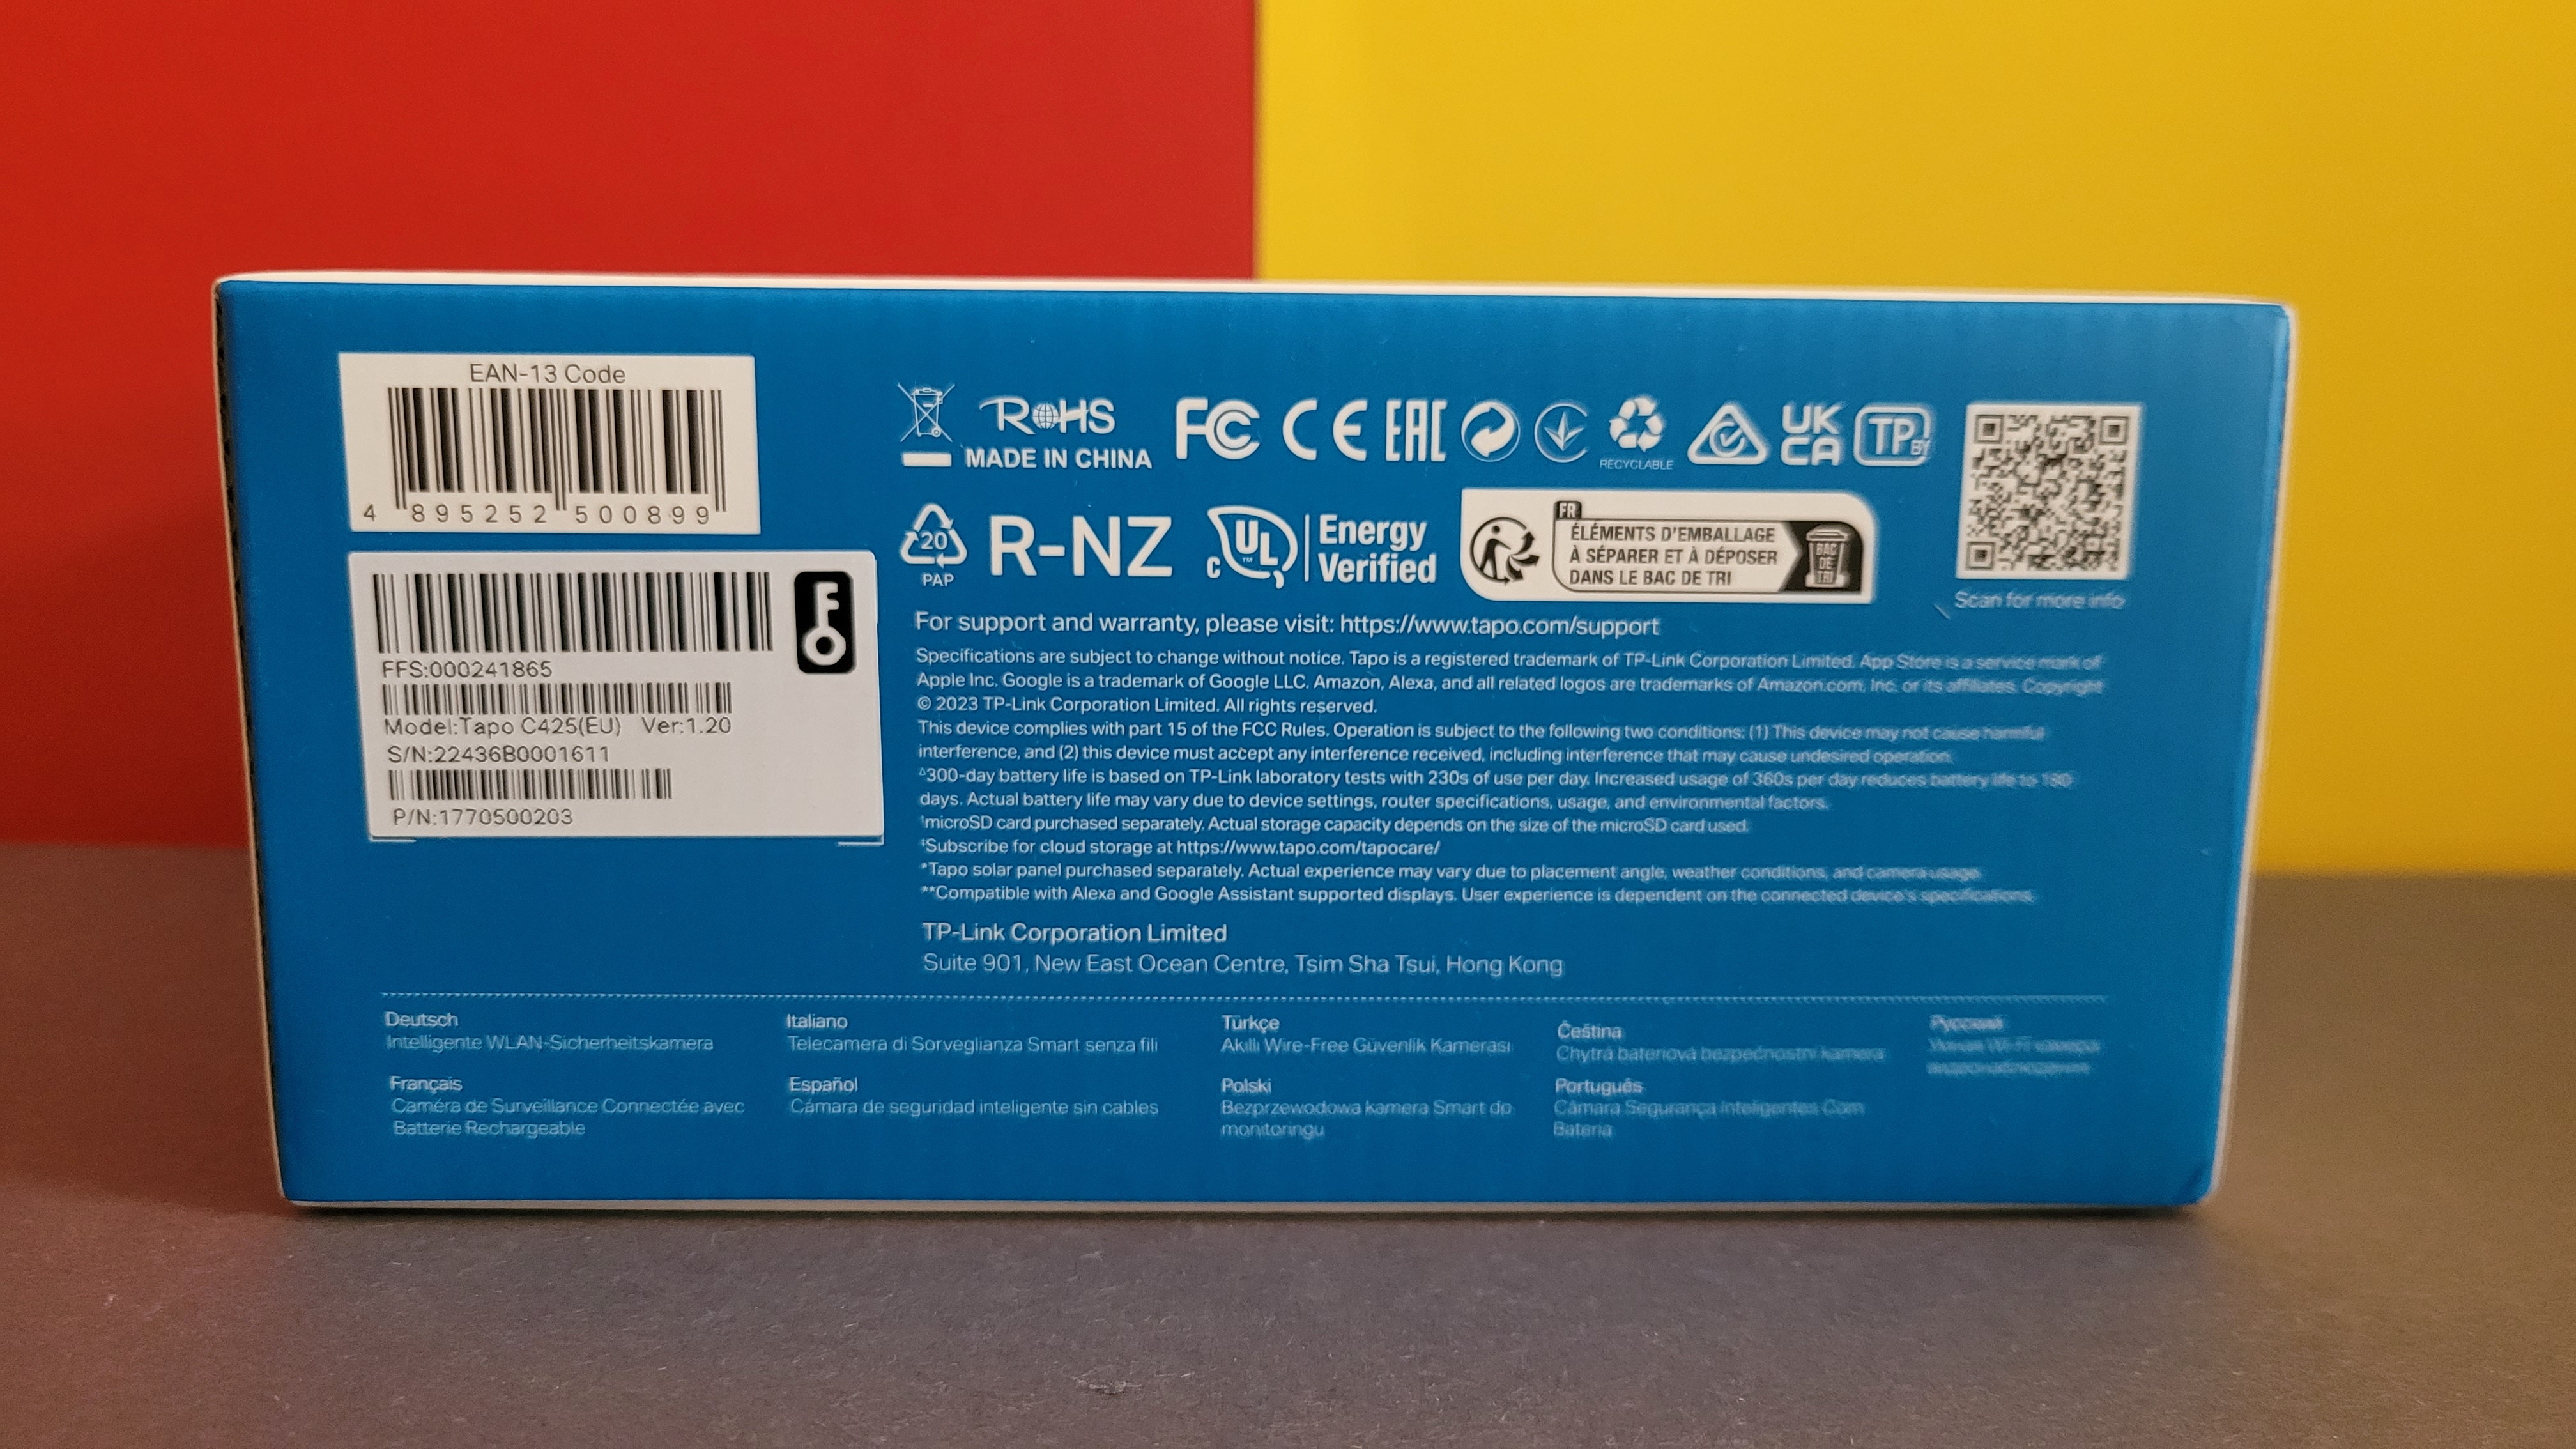 EAN-13 Code
4 895252 500899
FFS:000241865
Model:Tapo C425(EU) Ver:1.20
S/N:22436B0001611
P/N:1770500203
RoHS
MADE IN CHINA
FC CE EAC
RECYCLABLE
UK
CA
TP BY
20
PAP
R-NZ
C UL ™
Energy
Verified
FR
ÉLÉMENTS D'EMBALLAGE
À SÉPARER ET À DÉPOSER
DANS LE BAC DE TRI
BAC
DE
TRI
Scan for more info
For support and warranty, please visit: https://www.tapo.com/support
Specifications are subject to change without notice. Tapo is a registered trademark of TP-Link Corporation Limited. App Store is a service mark of
Apple Inc. Google is a trademark of Google LLC. Amazon, Alexa, and all related logos are trademarks of Amazon.com, Inc. or its affiliates. Copyright
© 2023 TP-Link Corporation Limited. All rights reserved.
This device complies with part 15 of the FCC Rules. Operation is subject to the following two conditions: (1) This device may not cause harmful
interference, and (2) this device must accept any interference received, including interference that may cause undesired operation.
△300-day battery life is based on TP-Link laboratory tests with 230s of use per day. Increased usage of 360s per day reduces battery life to 180
days. Actual battery life may vary due to device settings, router specifications, usage, and environmental factors.
†microSD card purchased separately. Actual storage capacity depends on the size of the microSD card used.
‡Subscribe for cloud storage at https://www.tapo.com/tapocare/
*Tapo solar panel purchased separately. Actual experience may vary due to placement angle, weather conditions, and camera usage.
**Compatible with Alexa and Google Assistant supported displays. User experience is dependent on the connected device's specifications.
TP-Link Corporation Limited
Suite 901, New East Ocean Centre, Tsim Sha Tsui, Hong Kong
Deutsch
Intelligente WLAN-Sicherheitskamera
Français
Caméra de Surveillance Connectée avec
Batterie Rechargeable
Italiano
Telecamera di Sorveglianza Smart senza fili
Español
Cámara de seguridad inteligente sin cables
Türkçe
Akıllı Wire-Free Güvenlik Kamerası
Polski
Bezprzewodowa kamera Smart do
monitoringu
Čeština
Chytrá bateriová bezpečnostní kamera
Português
Câmara Segurança Inteligentes Com
Bateria
Русский
Умная Wi-Fi камера